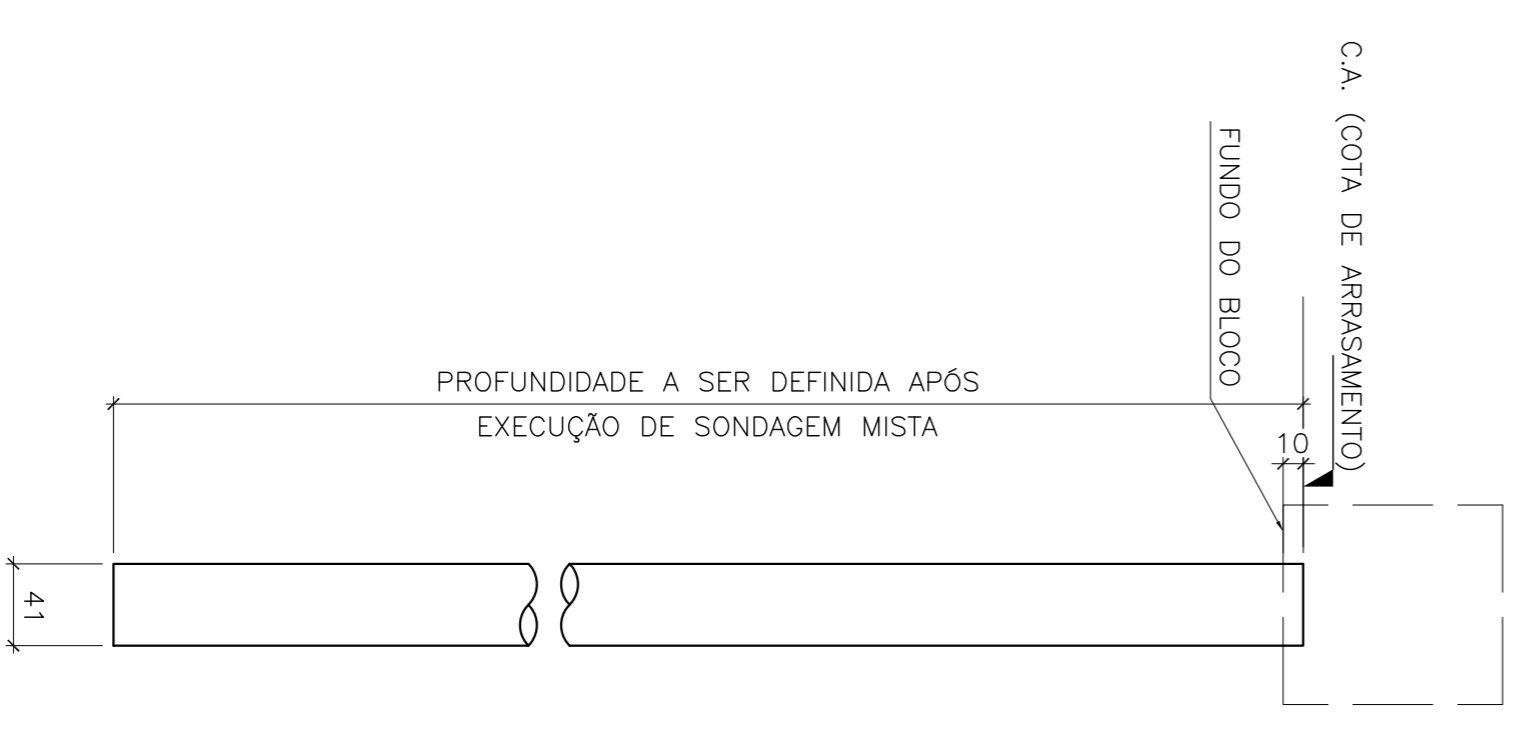 C.A. (COTA DE ARRASAMENTO)
FUNDO DO BLOCO
PROFUNDIDADE A SER DEFINIDA APÓS
EXECUÇÃO DE SONDAGEM MISTA
10
41